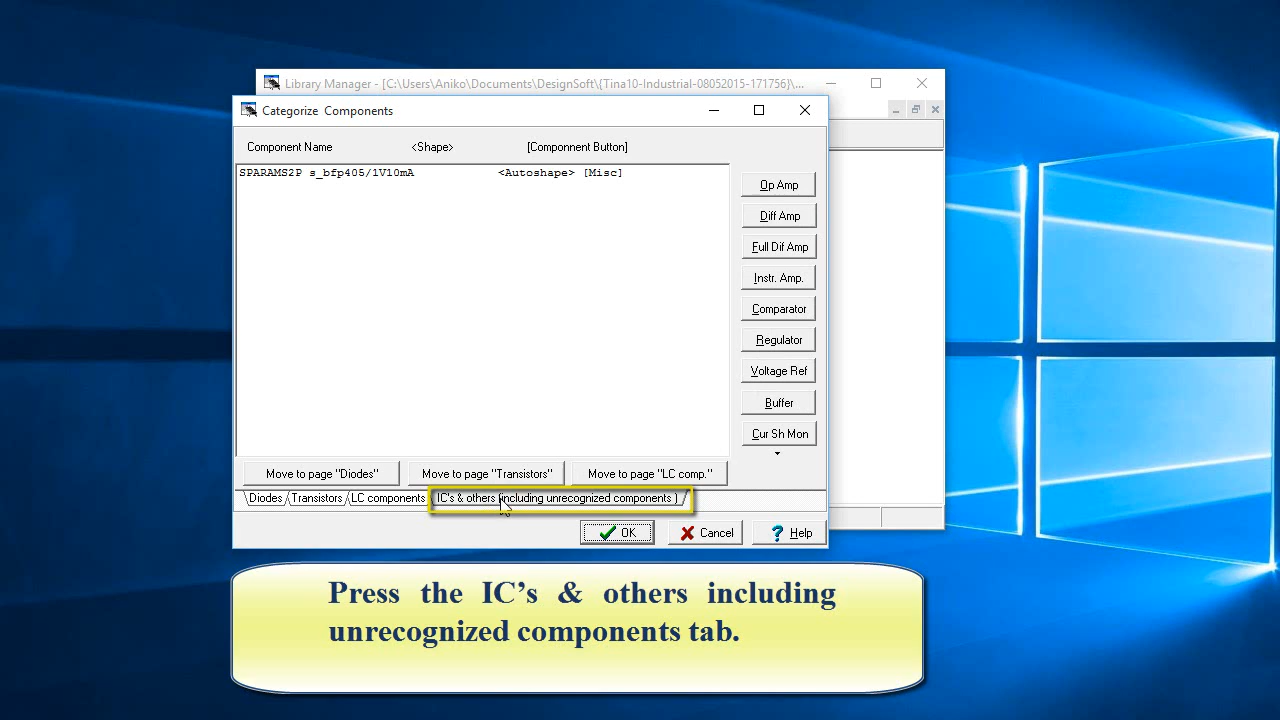 Library Manager - [C:\Users\Aniko\Documents\DesignSoft\{Tina10-Industrial-08052015-171756}\...
Categorize Components
Component Name <Shape> [Componnent Button]
SPARAMS2P s_bfp405/1V10mA <Autoshape> [Misc]
Op Amp
Diff Amp
Full Dif Amp
Instr. Amp.
Comparator
Regulator
Voltage Ref
Buffer
Cur Sh Mon
Move to page "Diodes" Move to page "Transistors" Move to page "LC comp."
Diodes Transistors LC components IC's & others (including unrecognized components )
OK Cancel Help
Press the IC’s & others including
unrecognized components tab.